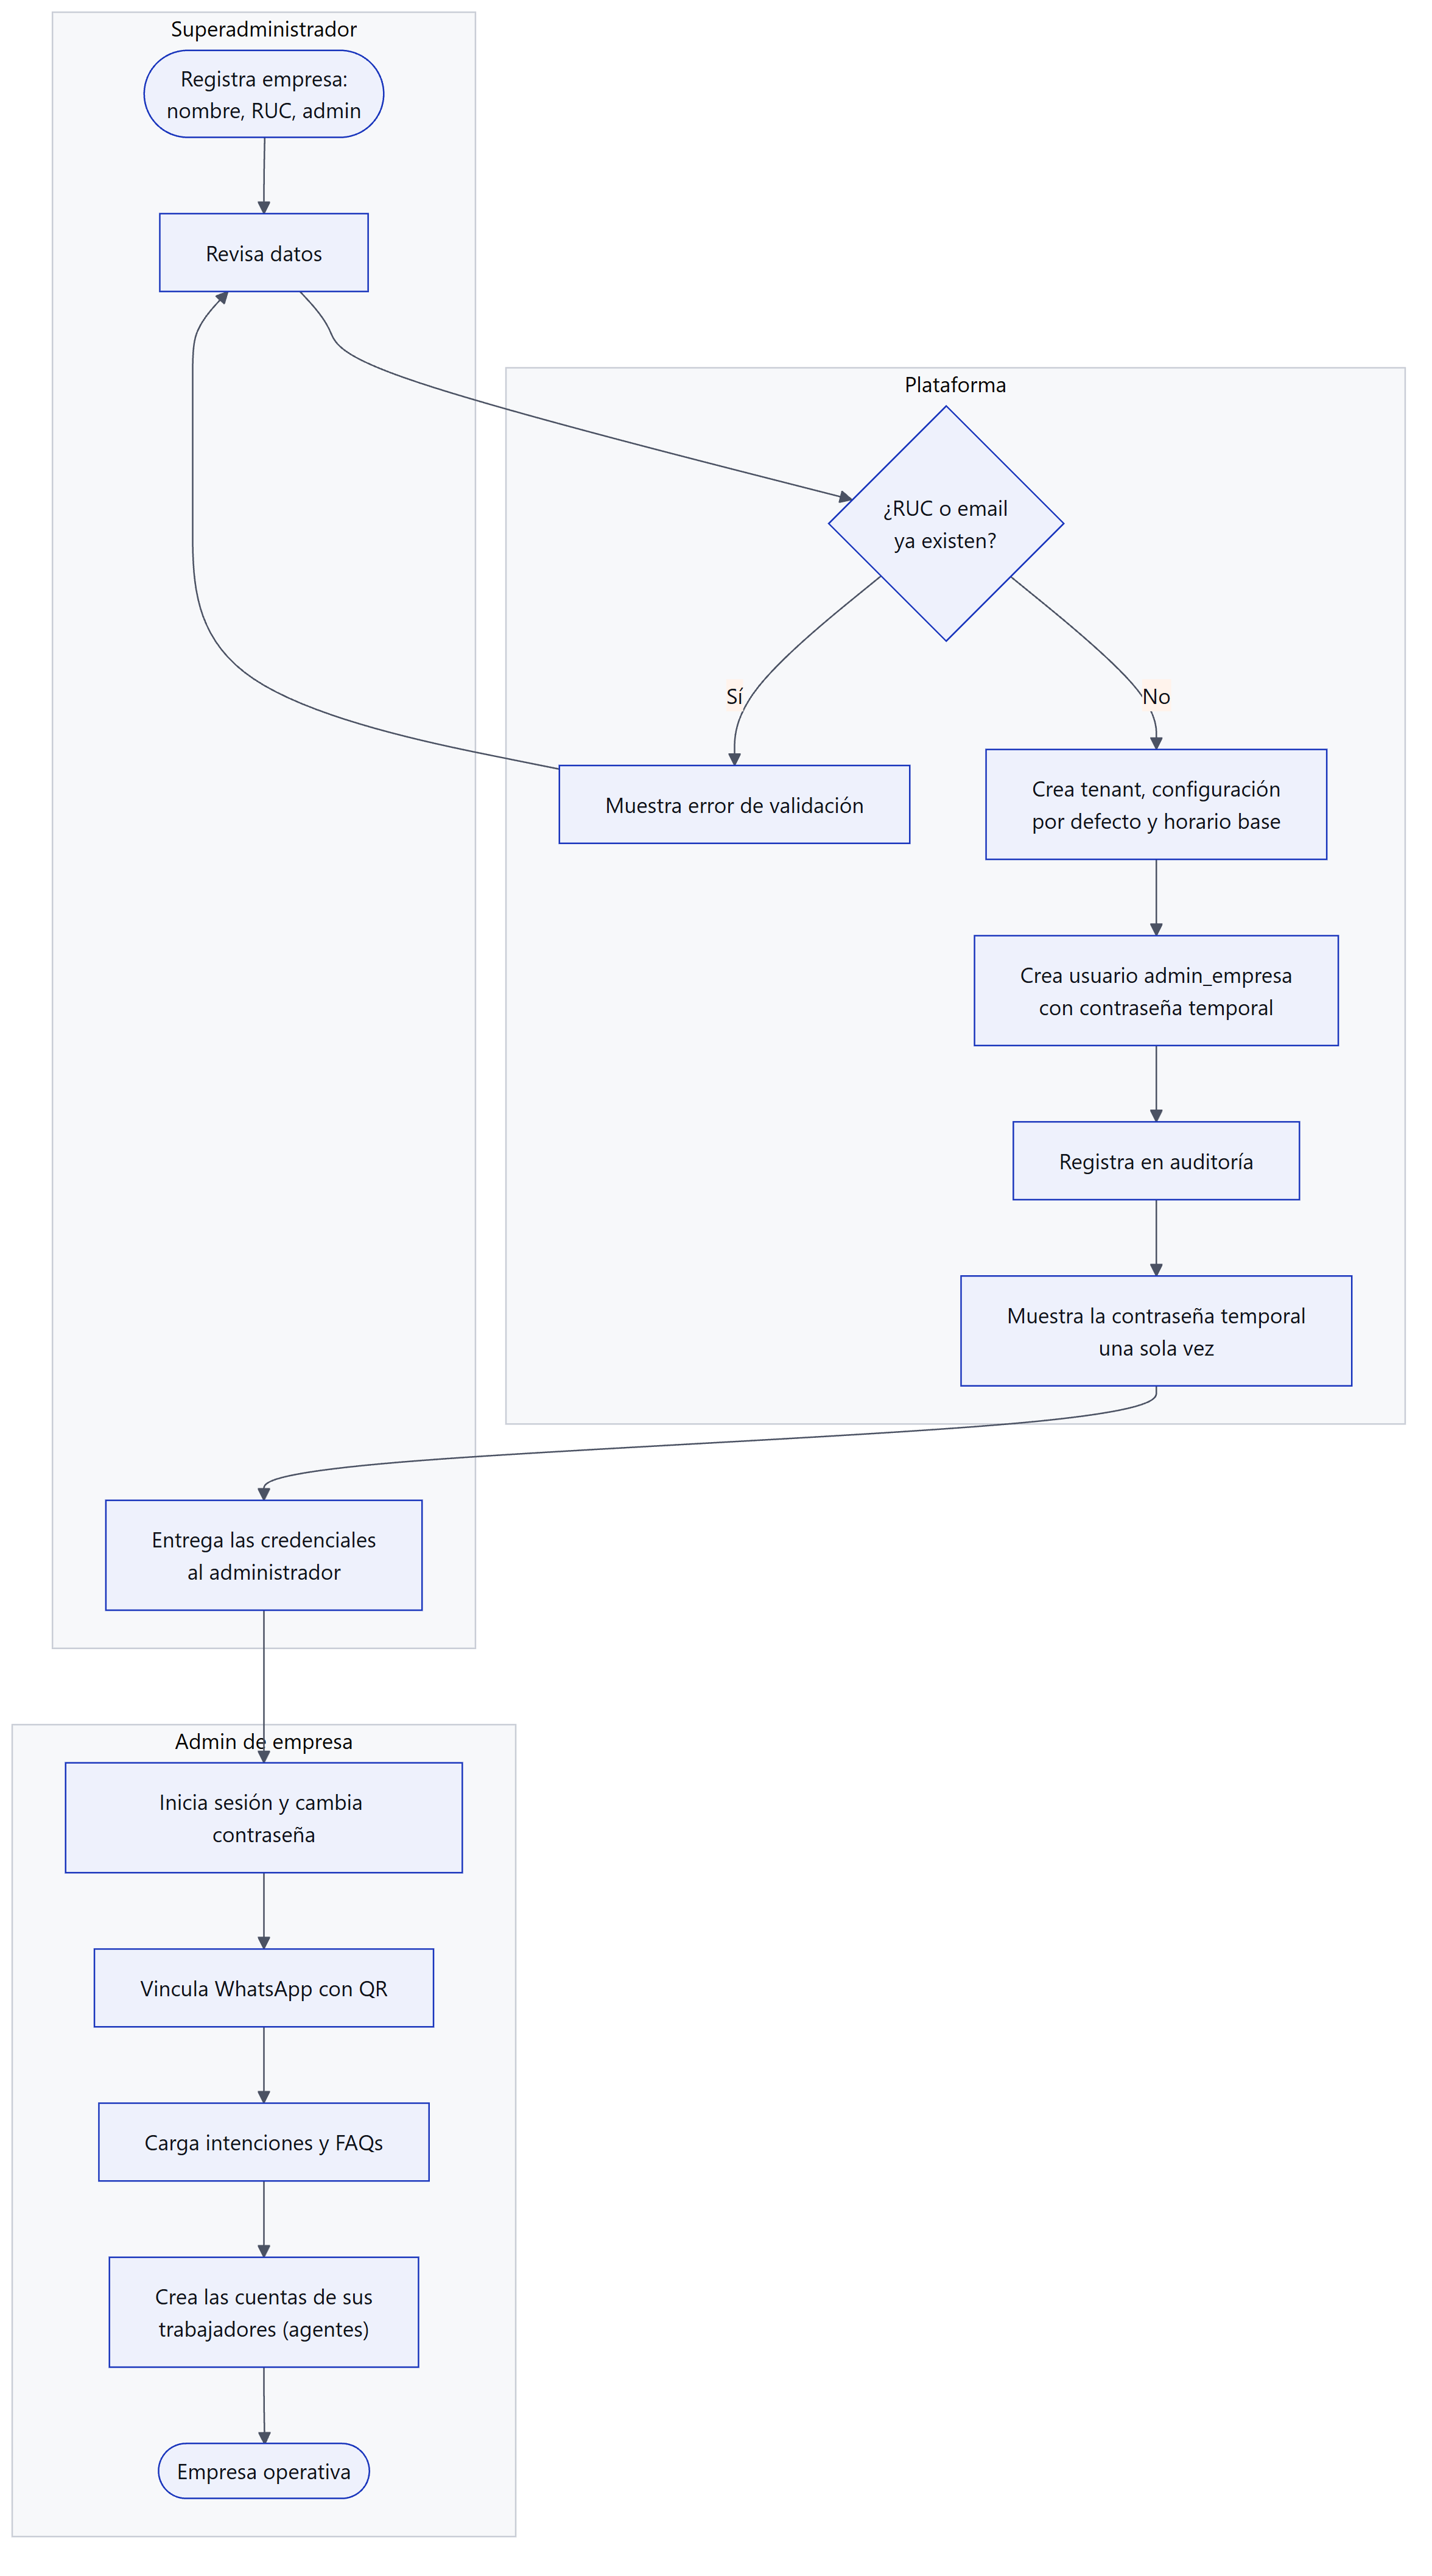 Superadministrador
Registra empresa:
nombre, RUC, admin
Revisa datos
Plataforma
¿RUC o email
ya existen?
Sí
No
Muestra error de validación
Crea tenant, configuración
por defecto y horario base
Crea usuario admin_empresa
con contraseña temporal
Registra en auditoría
Muestra la contraseña temporal
una sola vez
Entrega las credenciales
al administrador
Admin de empresa
Inicia sesión y cambia
contraseña
Vincula WhatsApp con QR
Carga intenciones y FAQs
Crea las cuentas de sus
trabajadores (agentes)
Empresa operativa